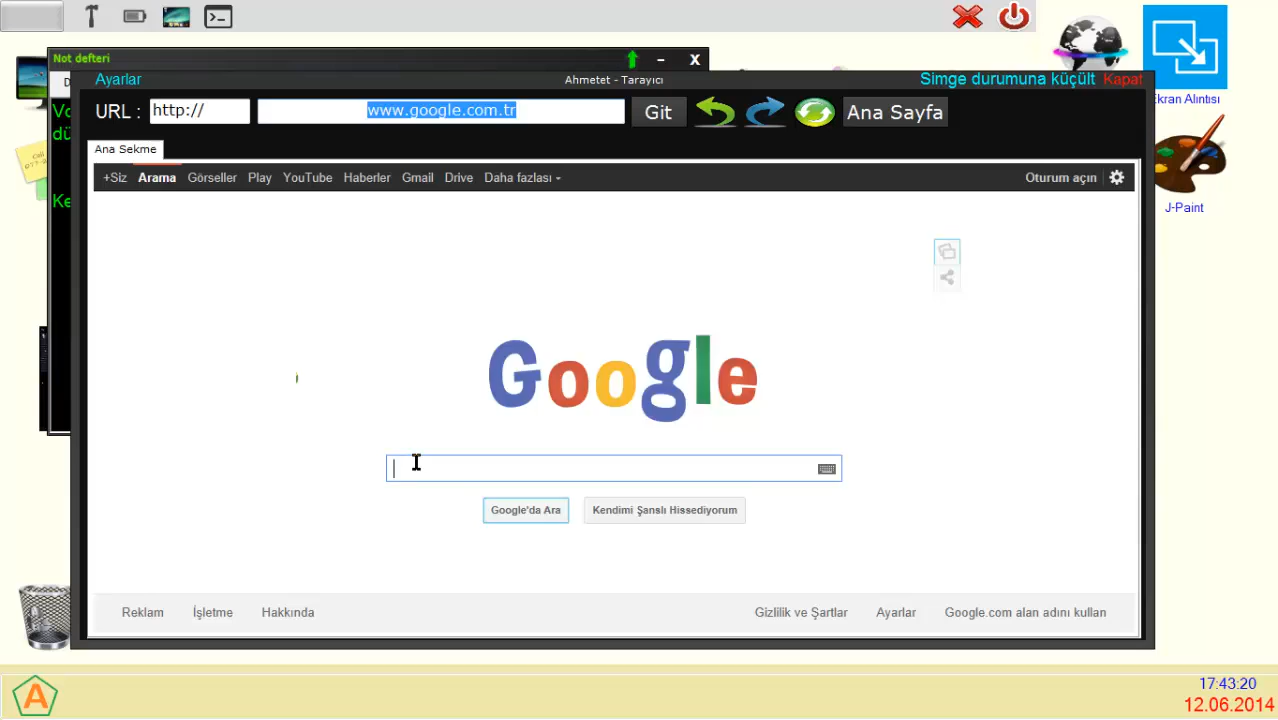 Not defteri
X
Ayarlar
Ahmetet - Tarayıcı
Simge durumuna küçült Kapat
Ekran Alıntısı
URL :
http://
www.google.com.tr
Git
Ana Sayfa
Ana Sekme
+Siz Arama Görseller Play YouTube Haberler Gmail Drive Daha fazlası
Oturum açın
J-Paint
Google
Google'da Ara
Kendimi Şanslı Hissediyorum
Reklam İşletme Hakkında
Gizlilik ve Şartlar Ayarlar Google.com alan adını kullan
A
17:43:20
12.06.2014